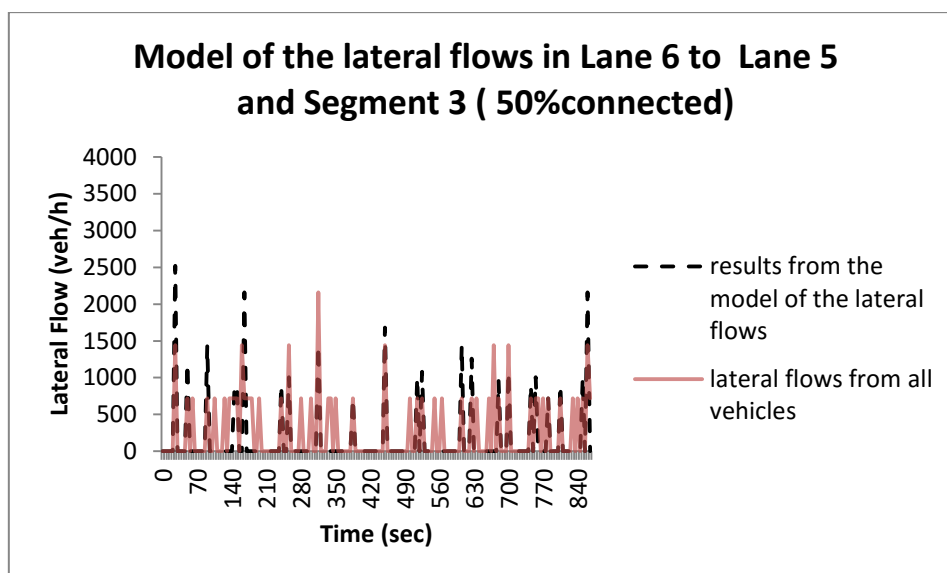 Model of the lateral flows in Lane 6 to  Lane 5
and Segment 3 ( 50%connected)
Lateral Flow (veh/h)
4000
3500
3000
2500
2000
1500
1000
500
0
0
70
140
210
280
350
420
490
560
630
700
770
840
Time (sec)
results from the
model of the lateral
flows
lateral flows from all
vehicles